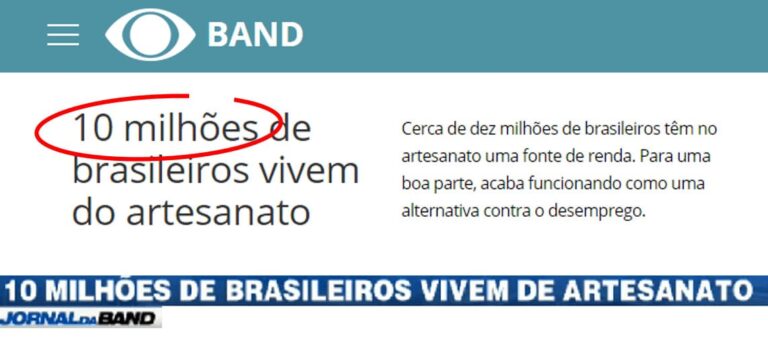 BAND
10 milhões de
brasileiros vivem
do artesanato
Cerca de dez milhões de brasileiros têm no
artesanato uma fonte de renda. Para uma
boa parte, acaba funcionando como uma
alternativa contra o desemprego.
10 MILHÕES DE BRASILEIROS VIVEM DE ARTESANATO
JORNAL DA BAND